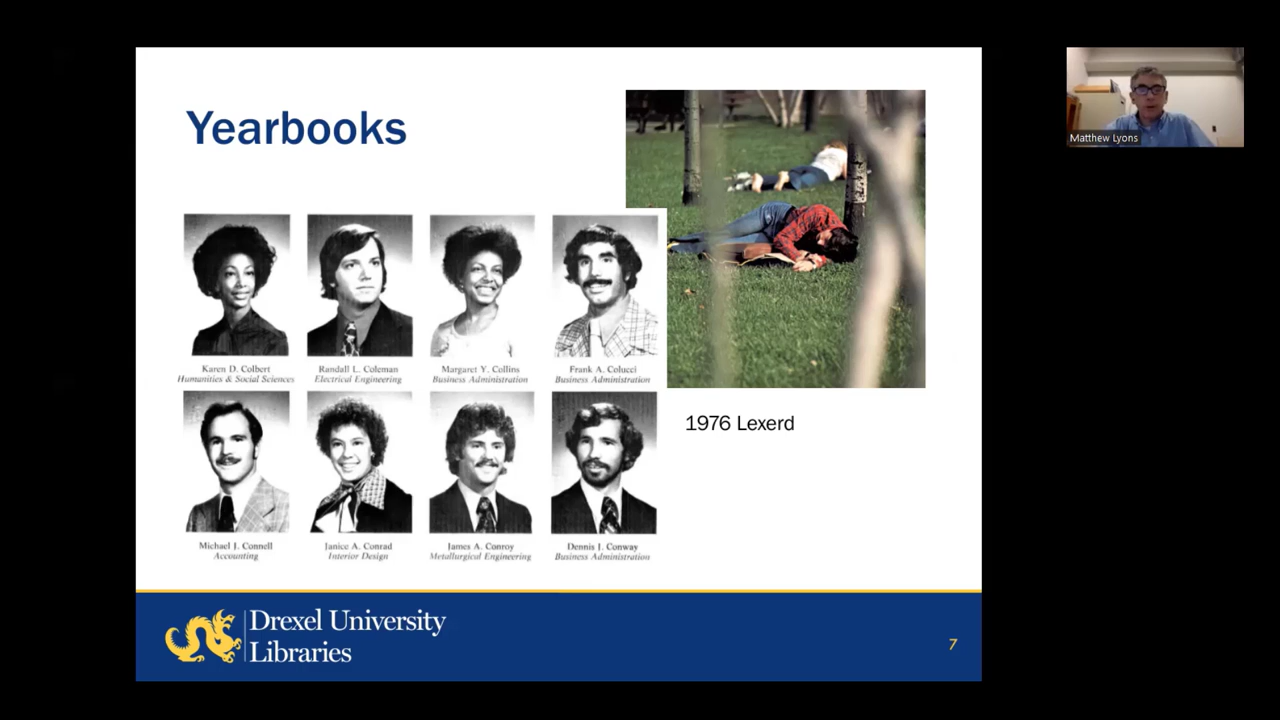 Yearbooks
Matthew Lyons
Karen D. Colbert
Humanities & Social Sciences
Randall L. Coleman
Electrical Engineering
Margaret Y. Collins
Business Administration
Frank A. Colucci
Business Administration
Michael J. Connell
Accounting
Janice A. Conrad
Interior Design
James A. Conroy
Metallurgical Engineering
Dennis J. Conway
Business Administration
1976 Lexerd
Drexel University
Libraries
7